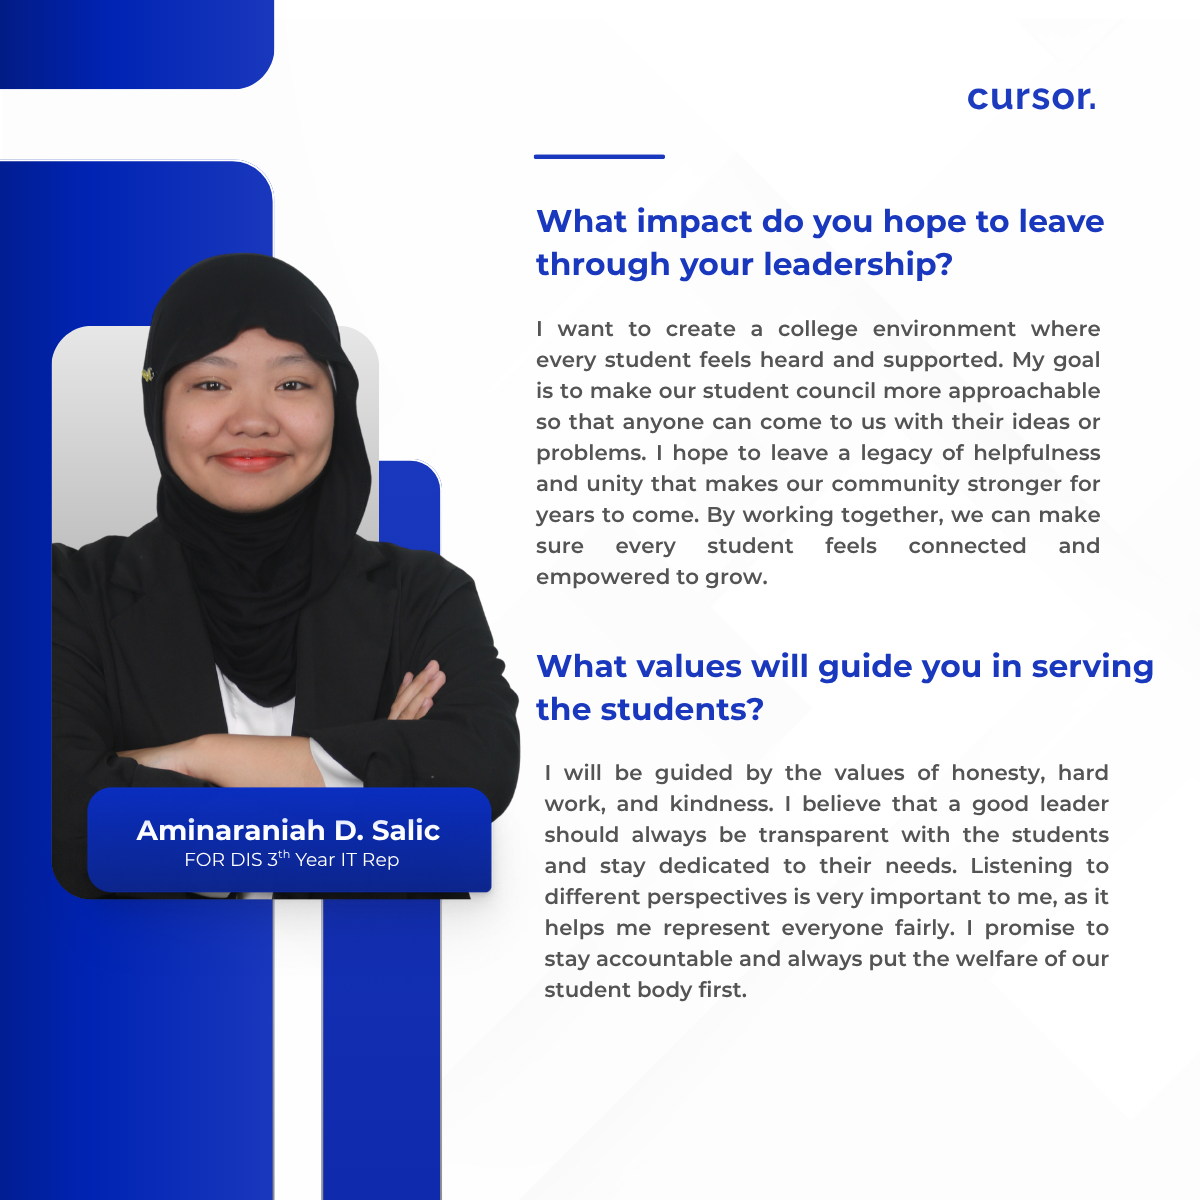 cursor.
What impact do you hope to leave
through your leadership?
I want to create a college environment where
every student feels heard and supported. My goal
is to make our student council more approachable
so that anyone can come to us with their ideas or
problems. I hope to leave a legacy of helpfulness
and unity that makes our community stronger for
years to come. By working together, we can make
sure every student feels connected and
empowered to grow.
What values will guide you in serving
the students?
I will be guided by the values of honesty, hard
work, and kindness. I believe that a good leader
should always be transparent with the students
and stay dedicated to their needs. Listening to
different perspectives is very important to me, as it
helps me represent everyone fairly. I promise to
stay accountable and always put the welfare of our
student body first.
Aminaraniah D. Salic
FOR DIS 3th Year IT Rep